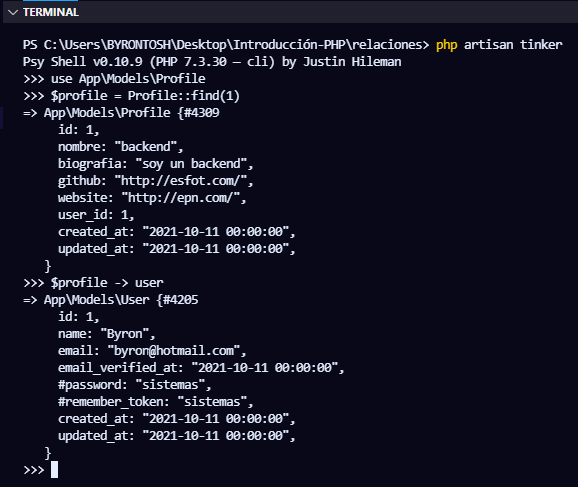 TERMINAL
PS C:\Users\BYRONTOSH\Desktop\Introducción-PHP\relaciones> php artisan tinker
Psy Shell v0.10.9 (PHP 7.3.30 — cli) by Justin Hileman
>>> use App\Models\Profile
>>> $profile = Profile::find(1)
=> App\Models\Profile {#4309
id: 1,
nombre: "backend",
biografia: "soy un backend",
github: "http://esfot.com/",
website: "http://epn.com/",
user_id: 1,
created_at: "2021-10-11 00:00:00",
updated_at: "2021-10-11 00:00:00",
}
>>> $profile -> user
=> App\Models\User {#4205
id: 1,
name: "Byron",
email: "byron@hotmail.com",
email_verified_at: "2021-10-11 00:00:00",
#password: "sistemas",
#remember_token: "sistemas",
created_at: "2021-10-11 00:00:00",
updated_at: "2021-10-11 00:00:00",
}
>>>